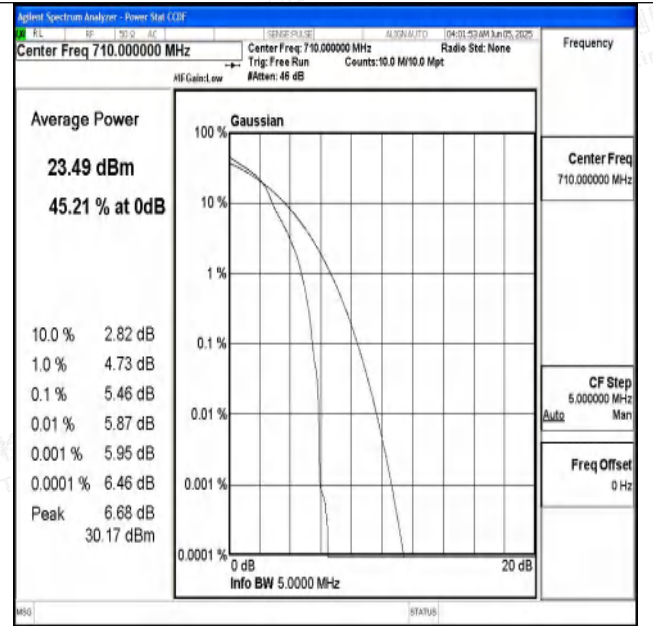 Agilent Spectrum Analyzer - Power Stat CCDF
RL RF 50 Ω AC SENSE:PULSE ALIGNAUTO 04:01:53 AM Jun 05, 2025
Center Freq 710.000000 MHz
Center Freq: 710.000000 MHz Radio Std: None
Trig: Free Run Counts:10.0 M/10.0 Mpt
#IFGain:Low #Atten: 46 dB
Frequency
Average Power
23.49 dBm
45.21 % at 0dB
10.0 % 2.82 dB
1.0 % 4.73 dB
0.1 % 5.46 dB
0.01 % 5.87 dB
0.001 % 5.95 dB
0.0001 % 6.46 dB
Peak 6.68 dB
30.17 dBm
Gaussian
100 %
10 %
1 %
0.1 %
0.01 %
0.001 %
0.0001 %
0 dB 20 dB
Info BW 5.0000 MHz
Center Freq
710.000000 MHz
CF Step
5.000000 MHz
Auto Man
Freq Offset
0 Hz
MSG STATUS